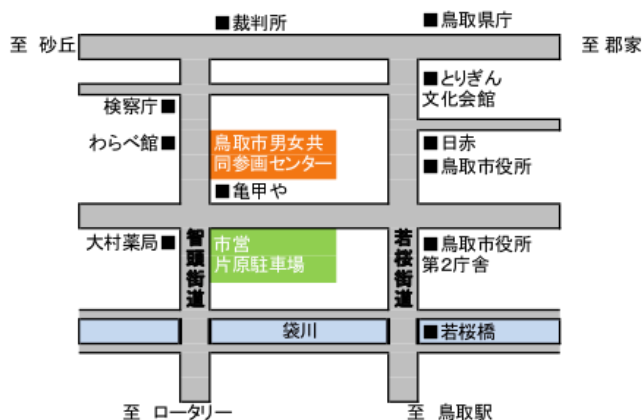 ■裁判所
■鳥取県庁
至 砂丘
至 郡家
■とりぎん
文化会館
検察庁■
わらべ館■
鳥取市男女共
同参画センター
■日赤
■鳥取市役所
■亀甲や
大村薬局■
智頭街道
市営
片原駐車場
若桜街道
■鳥取市役所
第2庁舎
袋川
■若桜橋
至 ロータリー
至 鳥取駅